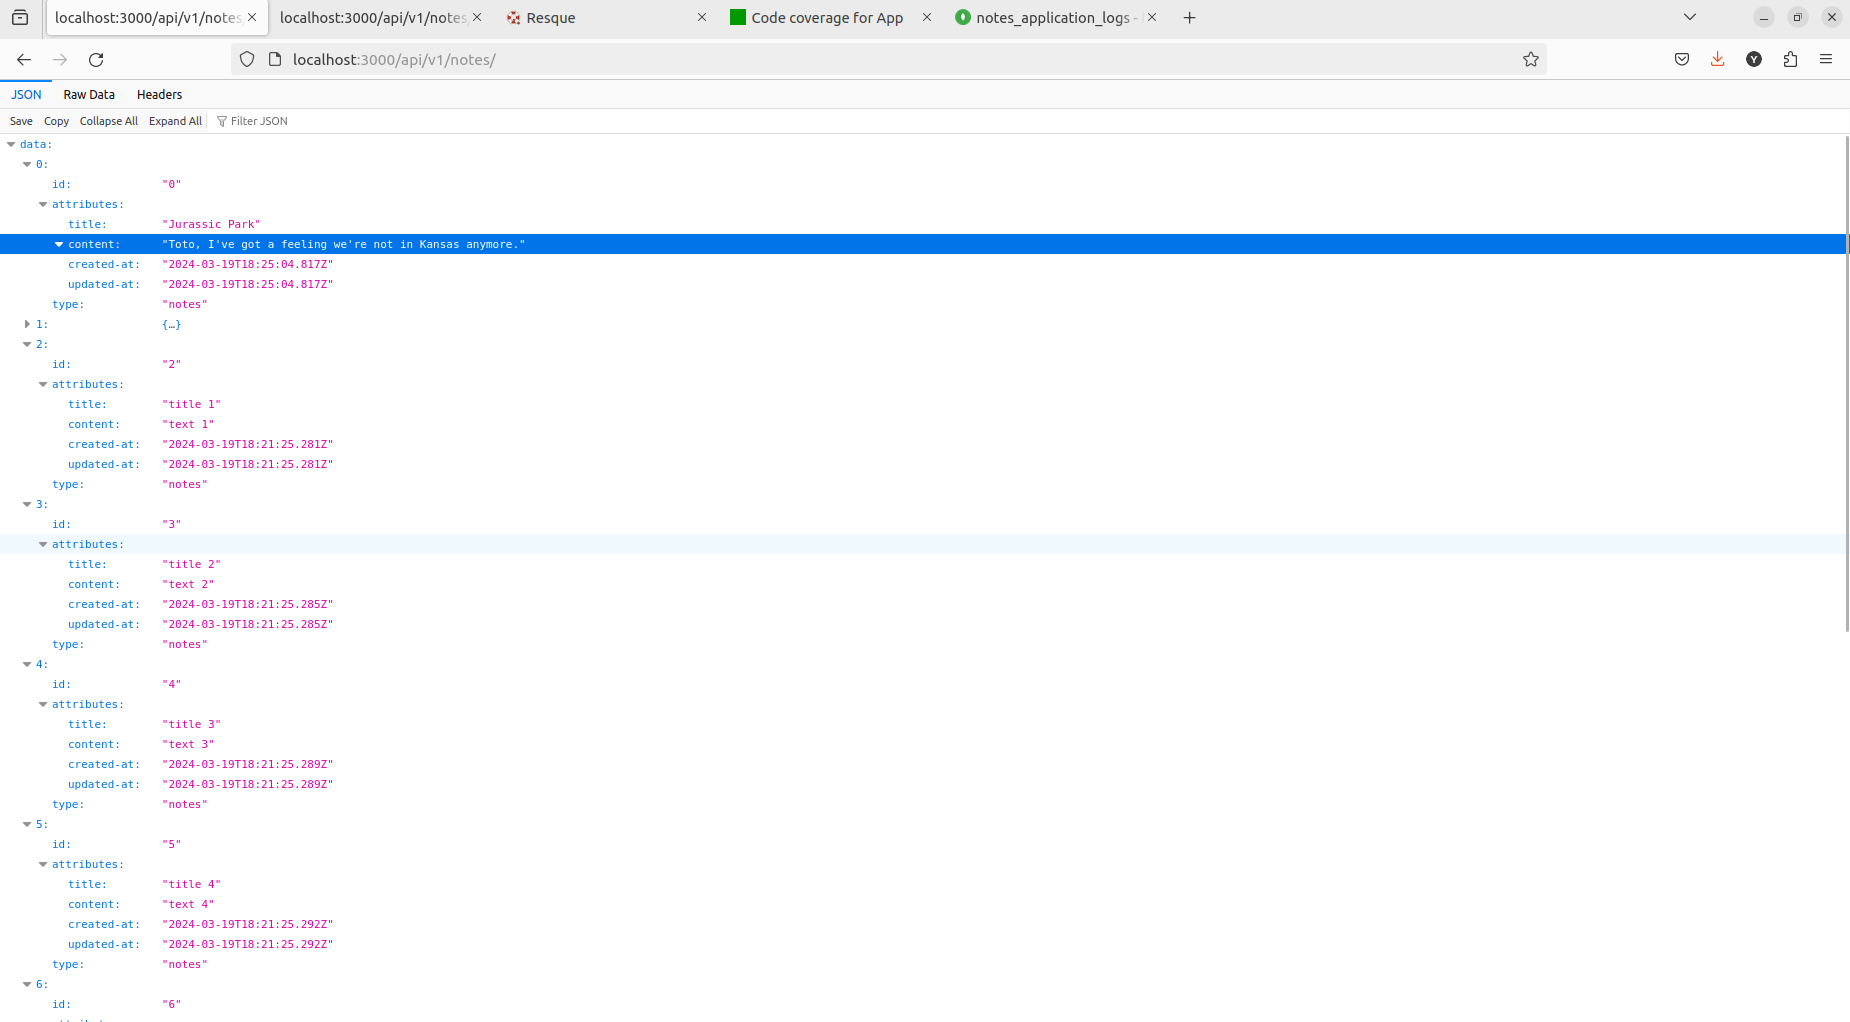 localhost:3000/api/v1/notes localhost:3000/api/v1/notes Resque Code coverage for App notes_application_logs -
localhost:3000/api/v1/notes/ Y
JSON Raw Data Headers
Save Copy Collapse All Expand All Filter JSON
data:
0:
id: "0"
attributes:
title: "Jurassic Park"
content: "Toto, I've got a feeling we're not in Kansas anymore."
created-at: "2024-03-19T18:25:04.817Z"
updated-at: "2024-03-19T18:25:04.817Z"
type: "notes"
1: {…}
2:
id: "2"
attributes:
title: "title 1"
content: "text 1"
created-at: "2024-03-19T18:21:25.281Z"
updated-at: "2024-03-19T18:21:25.281Z"
type: "notes"
3:
id: "3"
attributes:
title: "title 2"
content: "text 2"
created-at: "2024-03-19T18:21:25.285Z"
updated-at: "2024-03-19T18:21:25.285Z"
type: "notes"
4:
id: "4"
attributes:
title: "title 3"
content: "text 3"
created-at: "2024-03-19T18:21:25.289Z"
updated-at: "2024-03-19T18:21:25.289Z"
type: "notes"
5:
id: "5"
attributes:
title: "title 4"
content: "text 4"
created-at: "2024-03-19T18:21:25.292Z"
updated-at: "2024-03-19T18:21:25.292Z"
type: "notes"
6:
id: "6"